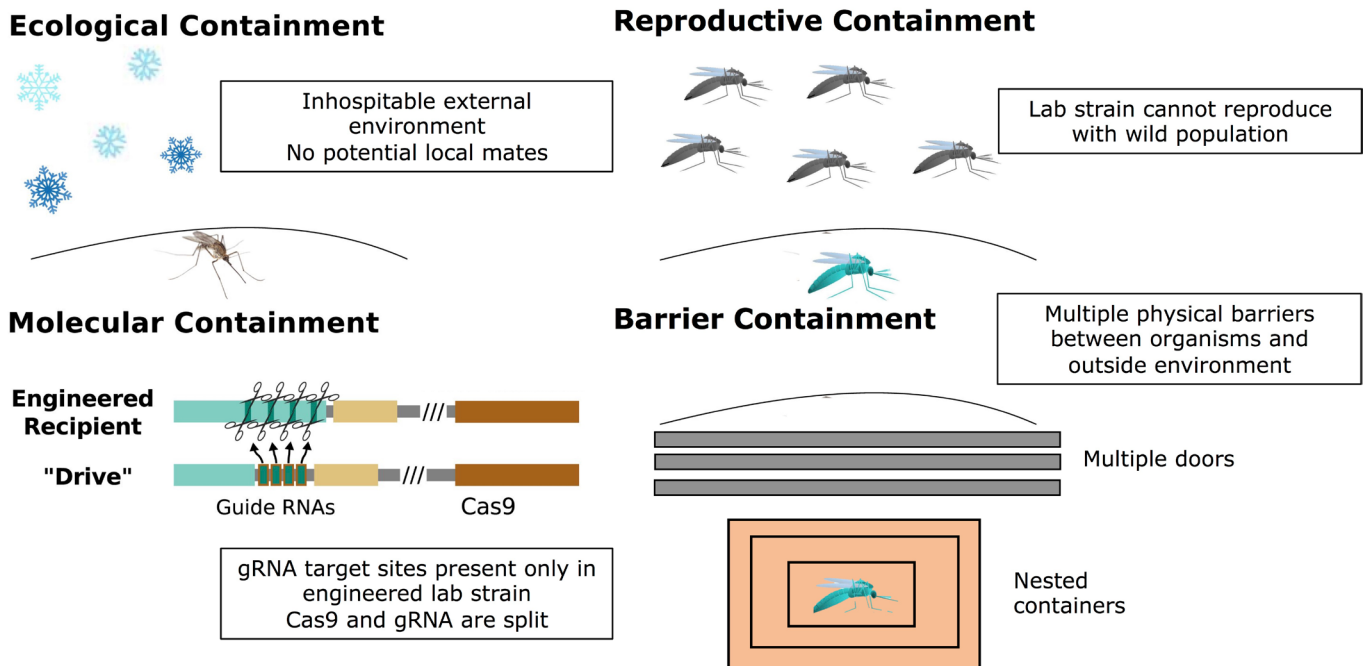 Ecological Containment
Inhospitable external
environment
No potential local mates
Reproductive Containment
Lab strain cannot reproduce
with wild population
Molecular Containment
Engineered
Recipient
///
"Drive"
///
Guide RNAs
Cas9
gRNA target sites present only in
engineered lab strain
Cas9 and gRNA are split
Barrier Containment
Multiple physical barriers
between organisms and
outside environment
Multiple doors
Nested
containers